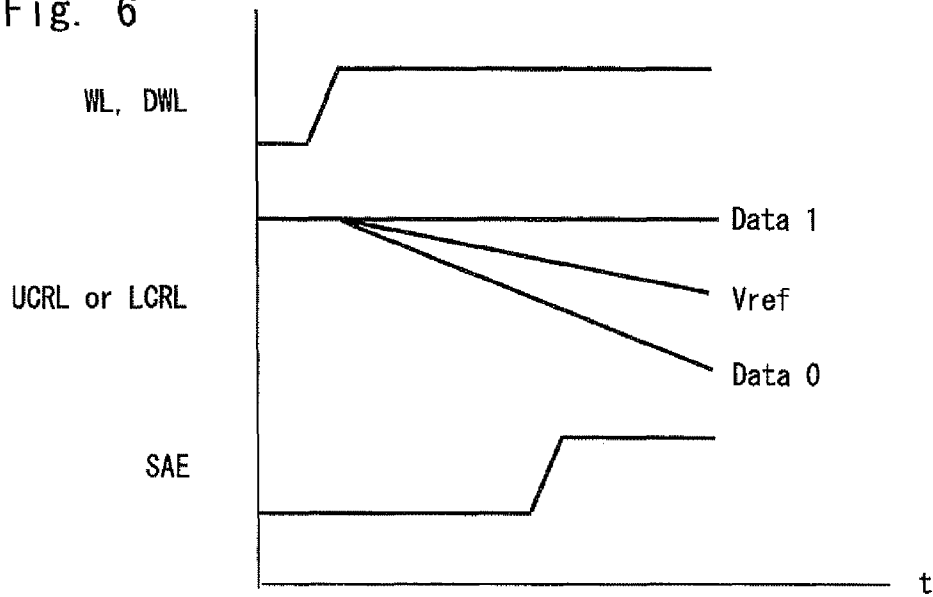 Fig. 6
WL, DWL
UCRL or LCRL
Data 1
Vref
Data 0
SAE
t